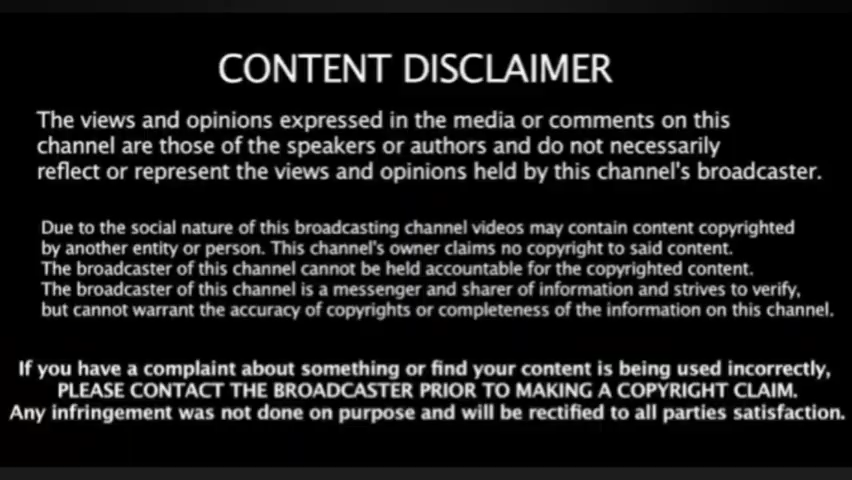 CONTENT DISCLAIMER
The views and opinions expressed in the media or comments on this
channel are those of the speakers or authors and do not necessarily
reflect or represent the views and opinions held by this channel's broadcaster.
Due to the social nature of this broadcasting channel videos may contain content copyrighted
by another entity or person. This channel's owner claims no copyright to said content.
The broadcaster of this channel cannot be held accountable for the copyrighted content.
The broadcaster of this channel is a messenger and sharer of information and strives to verify,
but cannot warrant the accuracy of copyrights or completeness of the information on this channel.
If you have a complaint about something or find your content is being used incorrectly,
PLEASE CONTACT THE BROADCASTER PRIOR TO MAKING A COPYRIGHT CLAIM.
Any infringement was not done on purpose and will be rectified to all parties satisfaction.